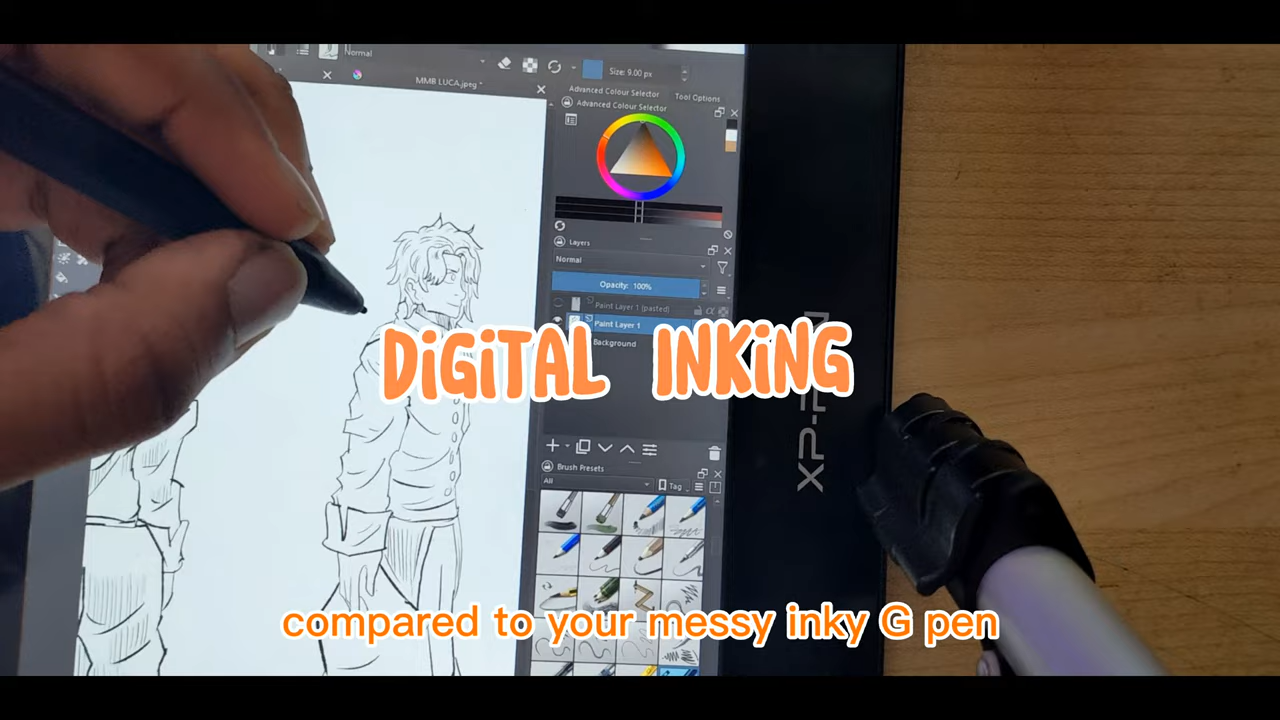 Normal
MMB LUCA.jpeg *
Size: 9.00 px
Advanced Colour Selector
Tool Options
Advanced Colour Selector
Layers
Normal
Opacity: 100%
Paint Layer 1 (pasted)
Paint Layer 1
Background
DiGiTAL INKiNG
XP-PEN
Brush Presets
All
Tag
compared to your messy inky G pen